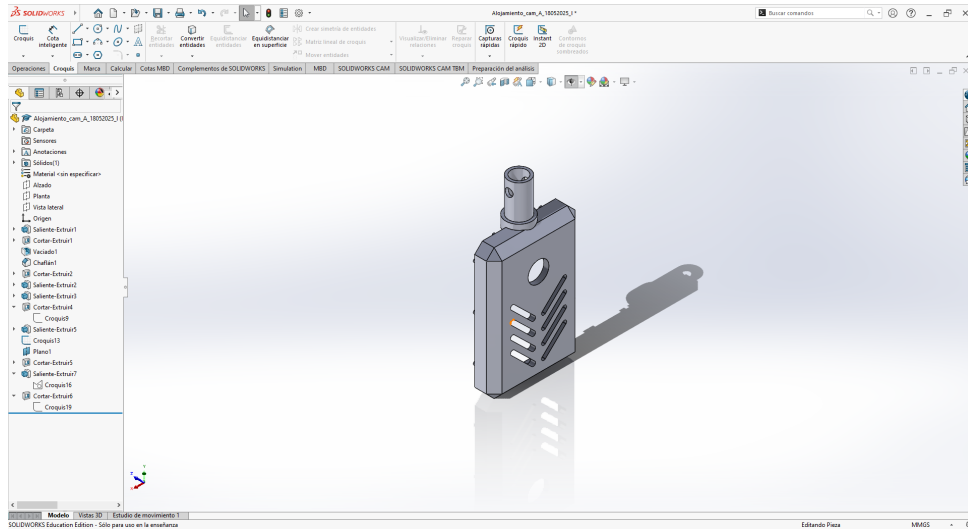 3S SOLIDWORKS
Alojamiento_cam_A_18052025_I *
Buscar comandos
Croquis
Cota inteligente
Recortar entidades
Convertir entidades
Equidistanciar entidades
Equidistanciar en superficie
Crear simetría de entidades
Matriz lineal de croquis
Mover entidades
Visualizar/Eliminar relaciones
Reparar croquis
Capturas rápidas
Croquis rápido
Instant 2D
Conformos de croquis sombreados
Operaciones Croquis Marca Calcular Cotas MBD Complementos de SOLIDWORKS Simulation MBD SOLIDWORKS CAM SOLIDWORKS CAM TBM Preparación del análisis
Alojamiento_cam_A_18052025_I (
Carpeta
Sensores
Anotaciones
Sólidos(1)
Material <sin especificar>
Alzado
Planta
Vista lateral
Origen
Saliente-Extruir1
Cortar-Extruir1
Vaciado1
Chaflán1
Cortar-Extruir2
Saliente-Extruir2
Saliente-Extruir3
Cortar-Extruir4
Croquis9
Saliente-Extruir5
Croquis13
Plano1
Cortar-Extruir5
Saliente-Extruir7
Croquis16
Cortar-Extruir6
Croquis19
Modelo Vistas 3D Estudio de movimiento 1
SOLIDWORKS Education Edition - Sólo para uso en la enseñanza
Editando Pieza
MMGS